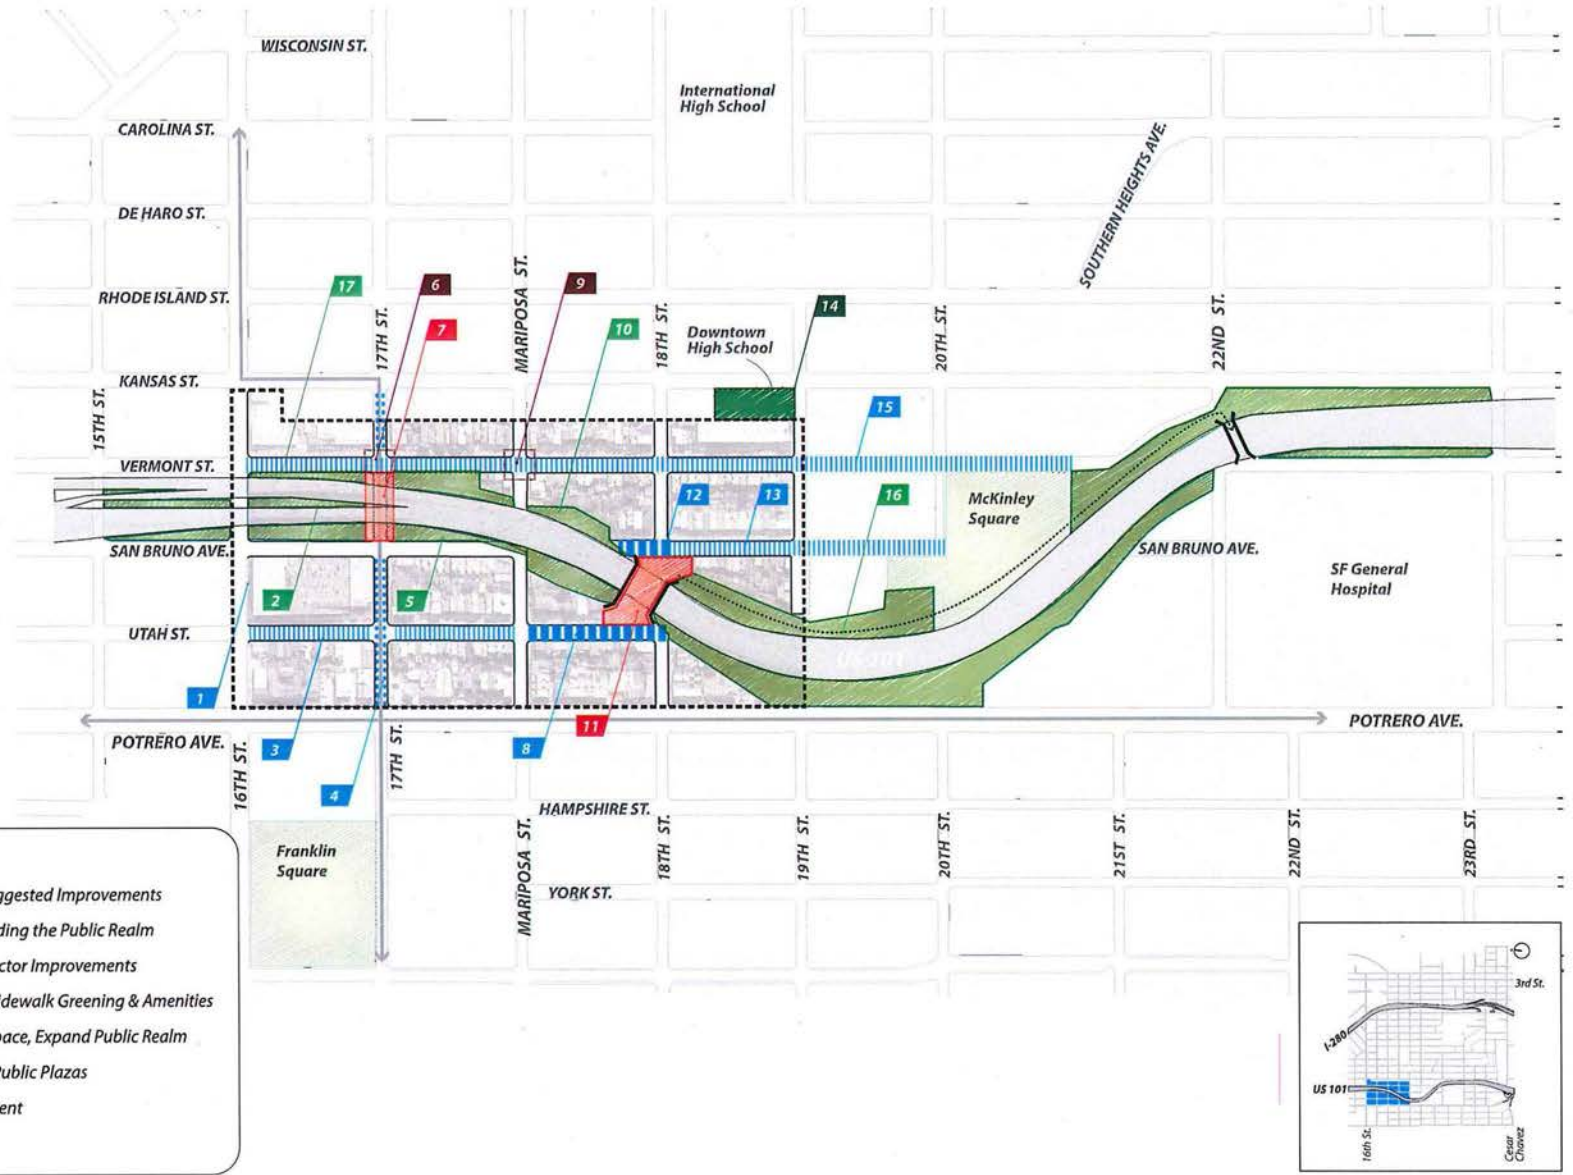 WISCONSIN ST.
International
High School
CAROLINA ST.
SOUTHERN HEIGHTS AVE.
DE HARO ST.
RHODE ISLAND ST.
17
6
9
7
10
14
17TH ST.
MARIPOSA ST.
18TH ST.
Downtown
High School
20TH ST.
22ND ST.
KANSAS ST.
15TH ST.
15
VERMONT ST.
12
13
16
McKinley
Square
SAN BRUNO AVE.
SAN BRUNO AVE.
SF General
Hospital
2
5
UTAH ST.
US 101
1
3
4
8
11
POTRERO AVE.
POTRERO AVE.
16TH ST.
17TH ST.
HAMPSHIRE ST.
MARIPOSA ST.
18TH ST.
19TH ST.
20TH ST.
21ST ST.
22ND ST.
23RD ST.
Franklin
Square
YORK ST.
ggested Improvements
ding the Public Realm
ctor Improvements
idewalk Greening & Amenities
pace, Expand Public Realm
Public Plazas
ent
3rd St.
I-280
US 101
16th St.
Cesar
Chavez